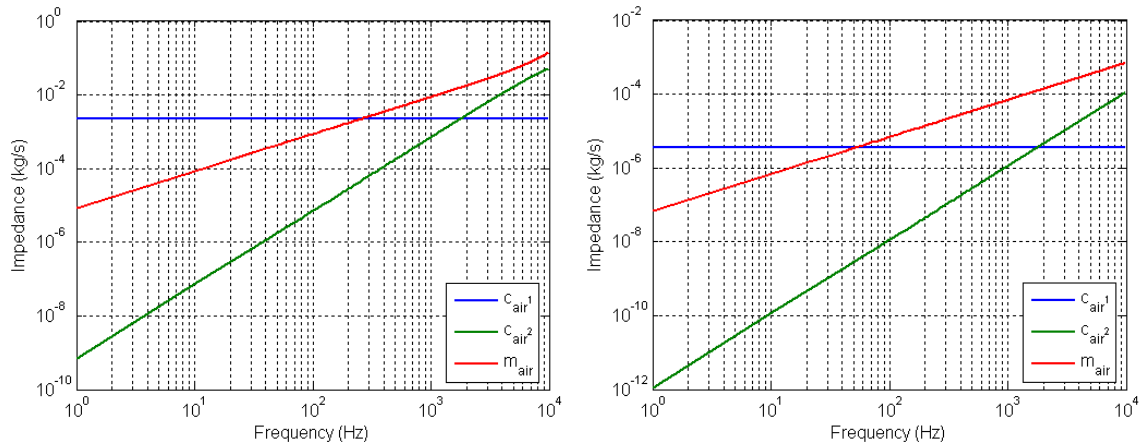 10^0
10^-2
10^-4
10^-6
10^-8
10^-10
Impedance (kg/s)
10^0 10^1 10^2 10^3 10^4
Frequency (Hz)
c_air^1
c_air^2
m_air
10^-2
10^-4
10^-6
10^-8
10^-10
10^-12
Impedance (kg/s)
10^0 10^1 10^2 10^3 10^4
Frequency (Hz)
c_air^1
c_air^2
m_air